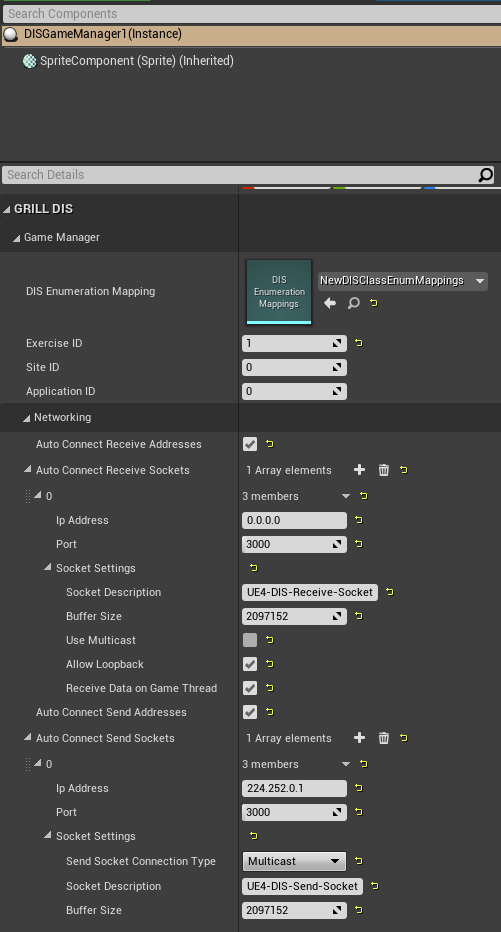 Search Components
DISGameManager1(Instance)
SpriteComponent (Sprite) (Inherited)
Search Details
GRILL DIS
Game Manager
DIS Enumeration Mapping
DIS
Enumeration
Mappings
NewDISClassEnumMappings
Exercise ID 1
Site ID 0
Application ID 0
Networking
Auto Connect Receive Addresses
Auto Connect Receive Sockets 1 Array elements
0 3 members
Ip Address 0.0.0.0
Port 3000
Socket Settings
Socket Description UE4-DIS-Receive-Socket
Buffer Size 2097152
Use Multicast
Allow Loopback
Receive Data on Game Thread
Auto Connect Send Addresses
Auto Connect Send Sockets 1 Array elements
0 3 members
Ip Address 224.252.0.1
Port 3000
Socket Settings
Send Socket Connection Type Multicast
Socket Description UE4-DIS-Send-Socket
Buffer Size 2097152